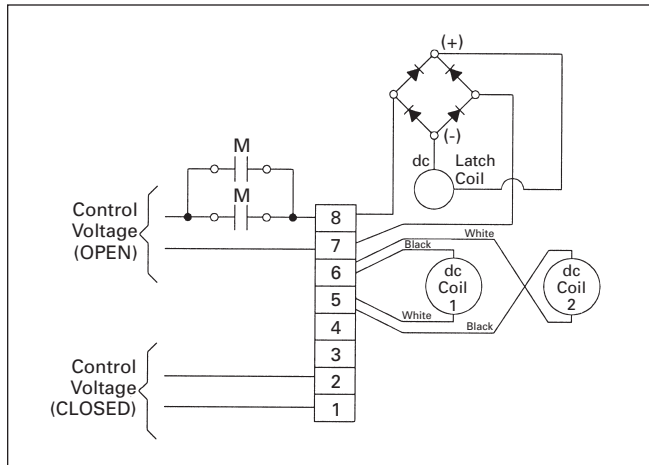 (+)
(-)
dc
Latch
Coil
M
M
Control
Voltage
(OPEN)
8
7
6
5
4
3
2
1
White
Black
dc
Coil
1
White
Black
dc
Coil
2
Control
Voltage
(CLOSED)